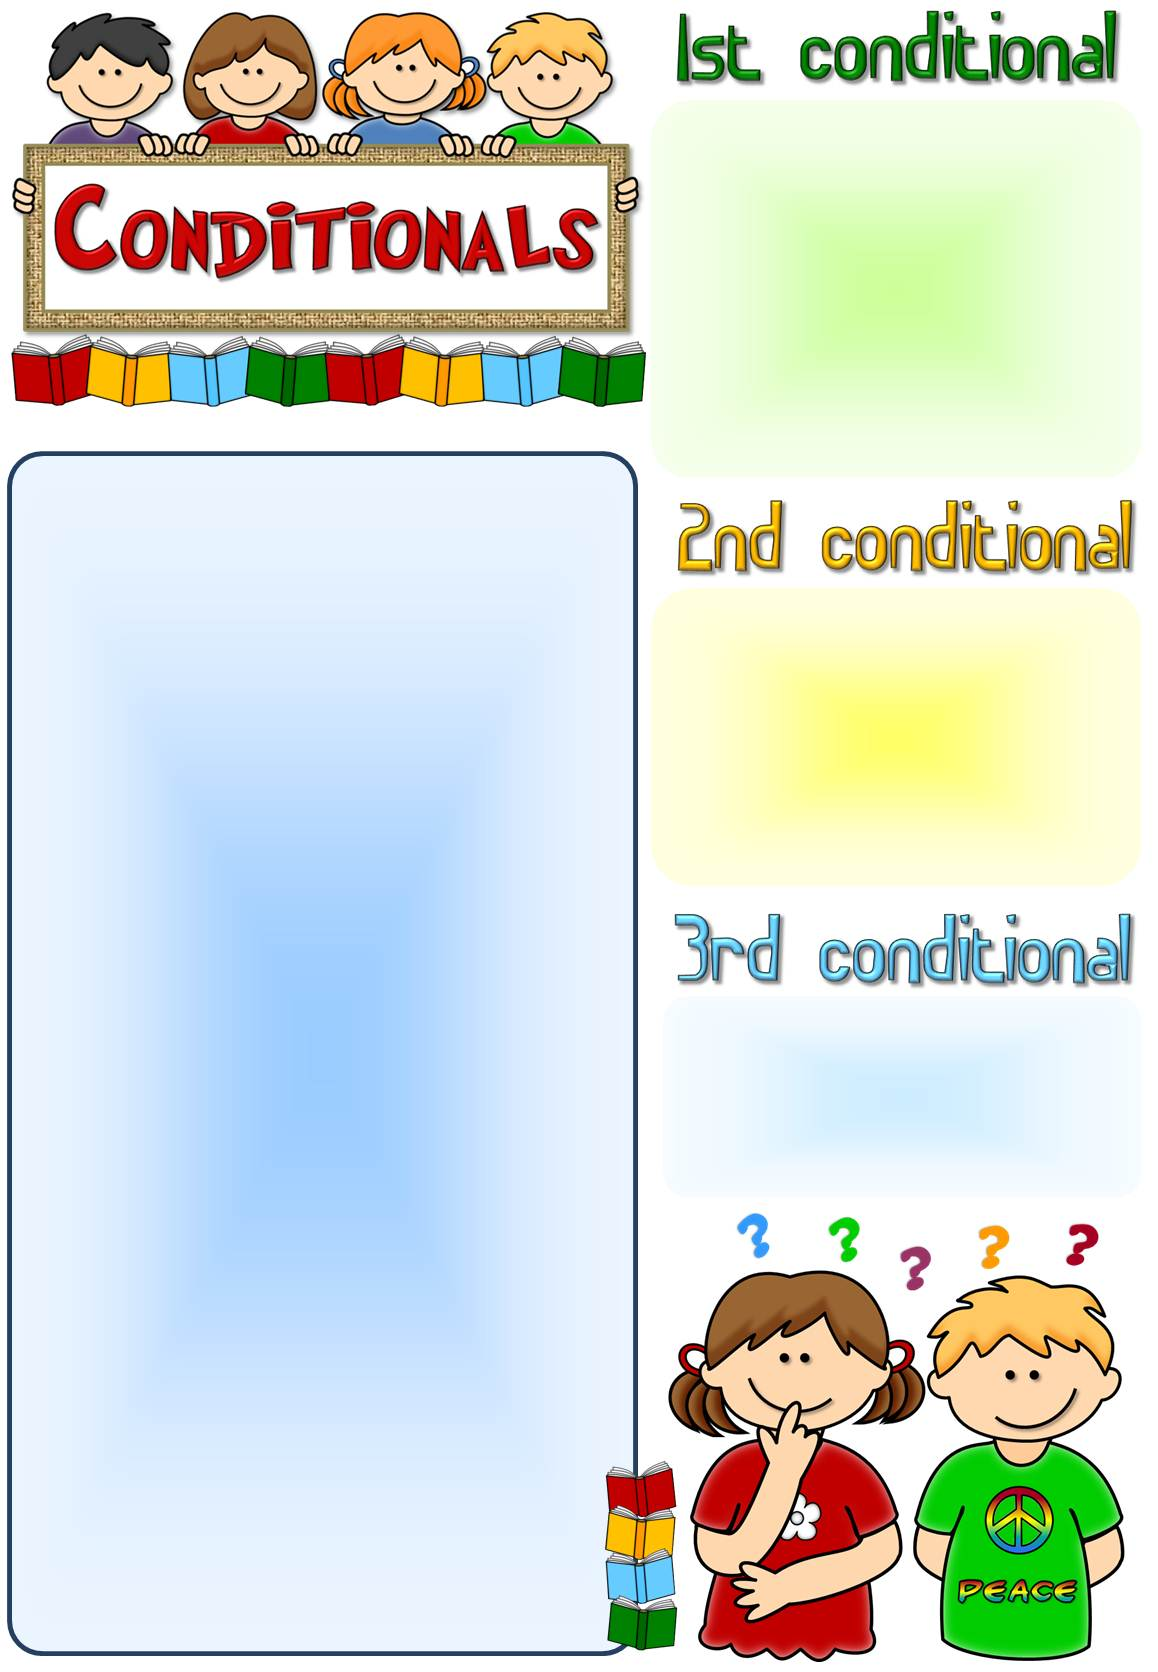 CONDITIONALS
1st conditional
2nd conditional
3rd conditional
? ? ? ? ?
PEACE